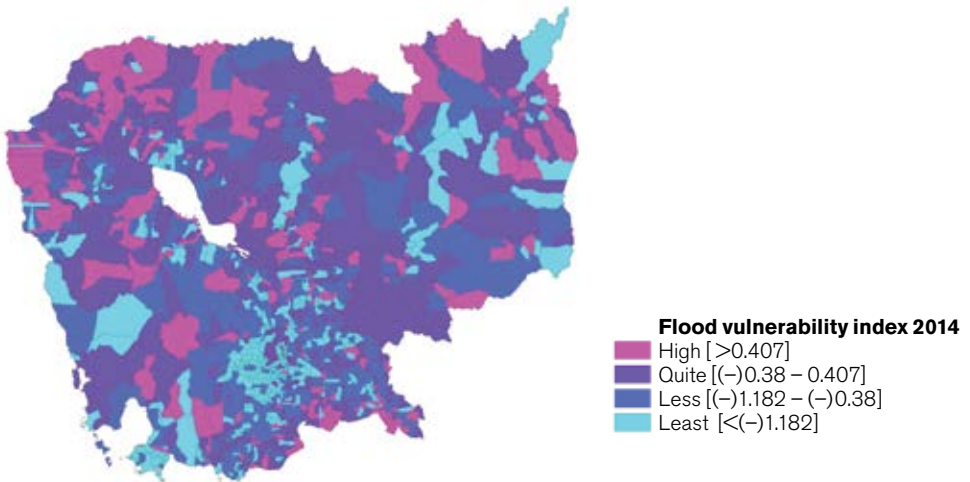 Flood vulnerability index 2014
High [>0.407]
Quite [(–)0.38 – 0.407]
Less [(–)1.182 – (–)0.38]
Least [<(–)1.182]